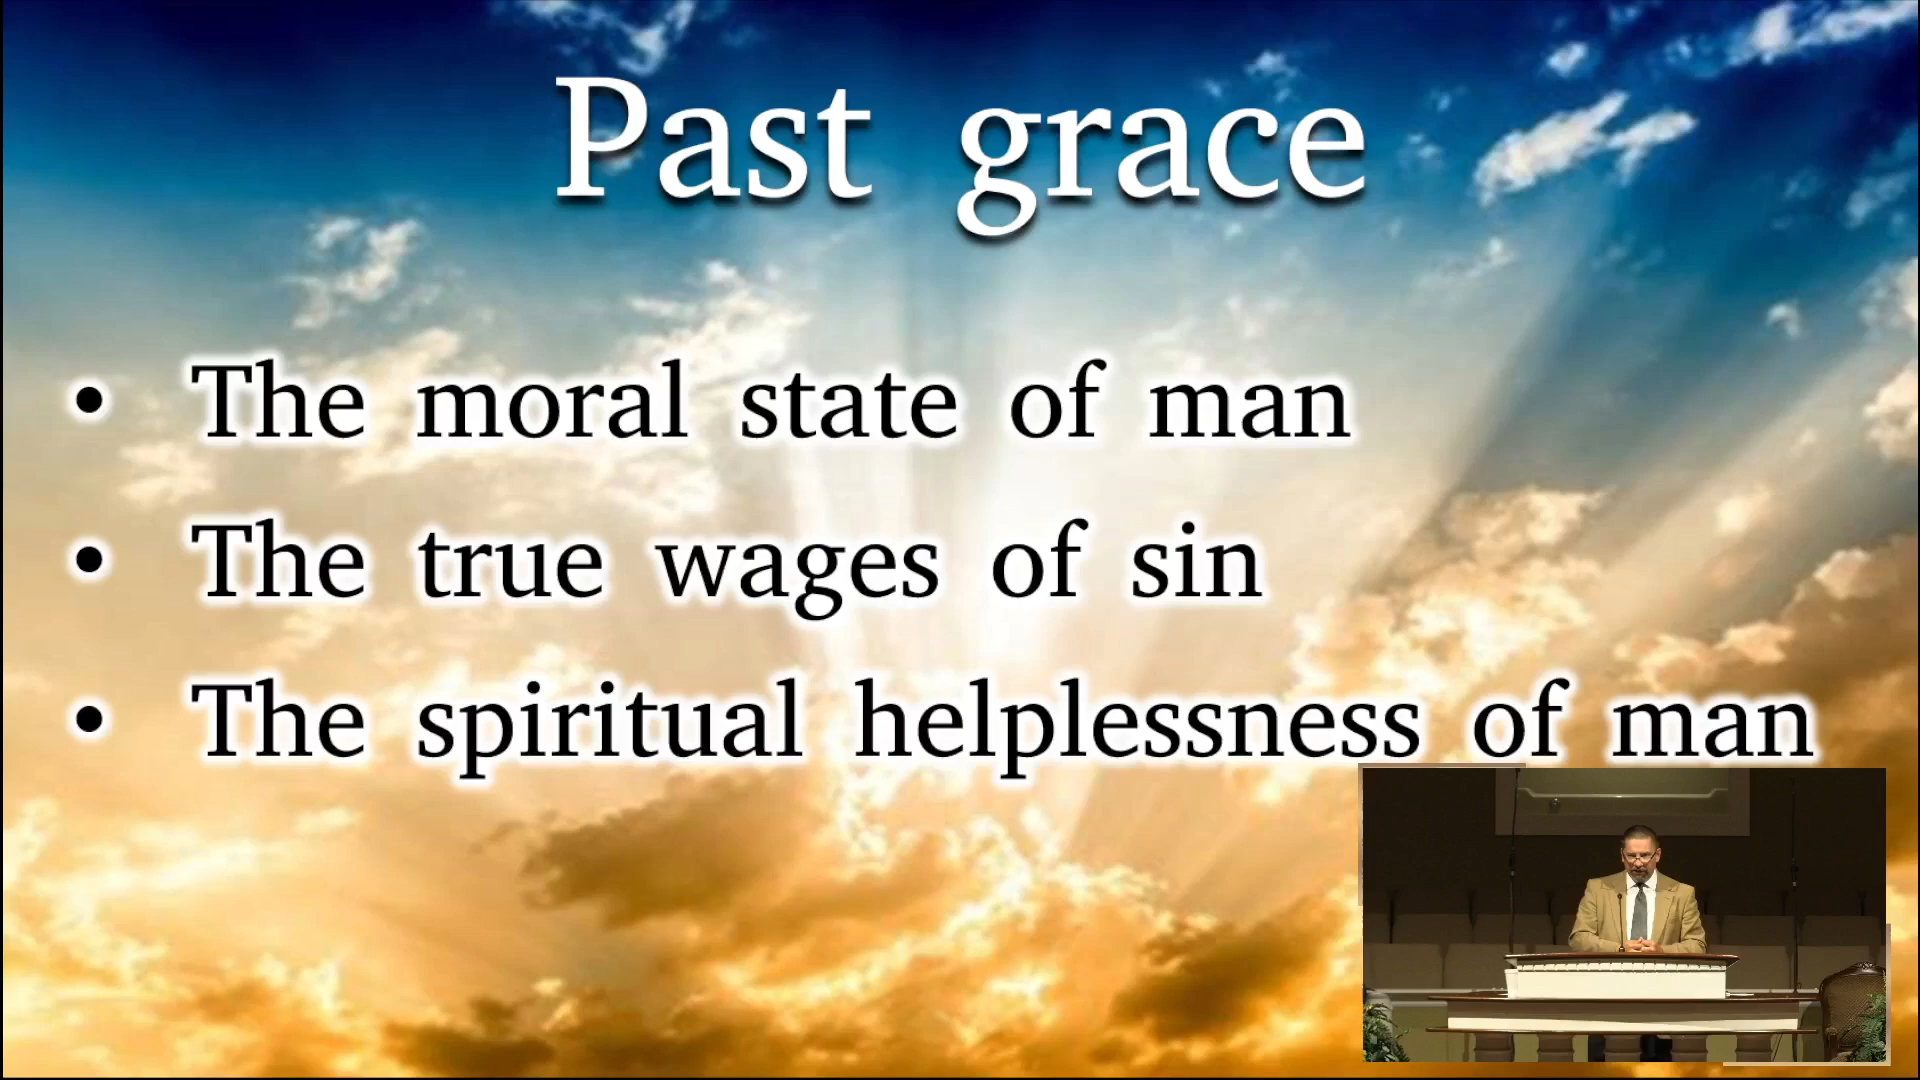 Past grace
• The moral state of man
• The true wages of sin
• The spiritual helplessness of man